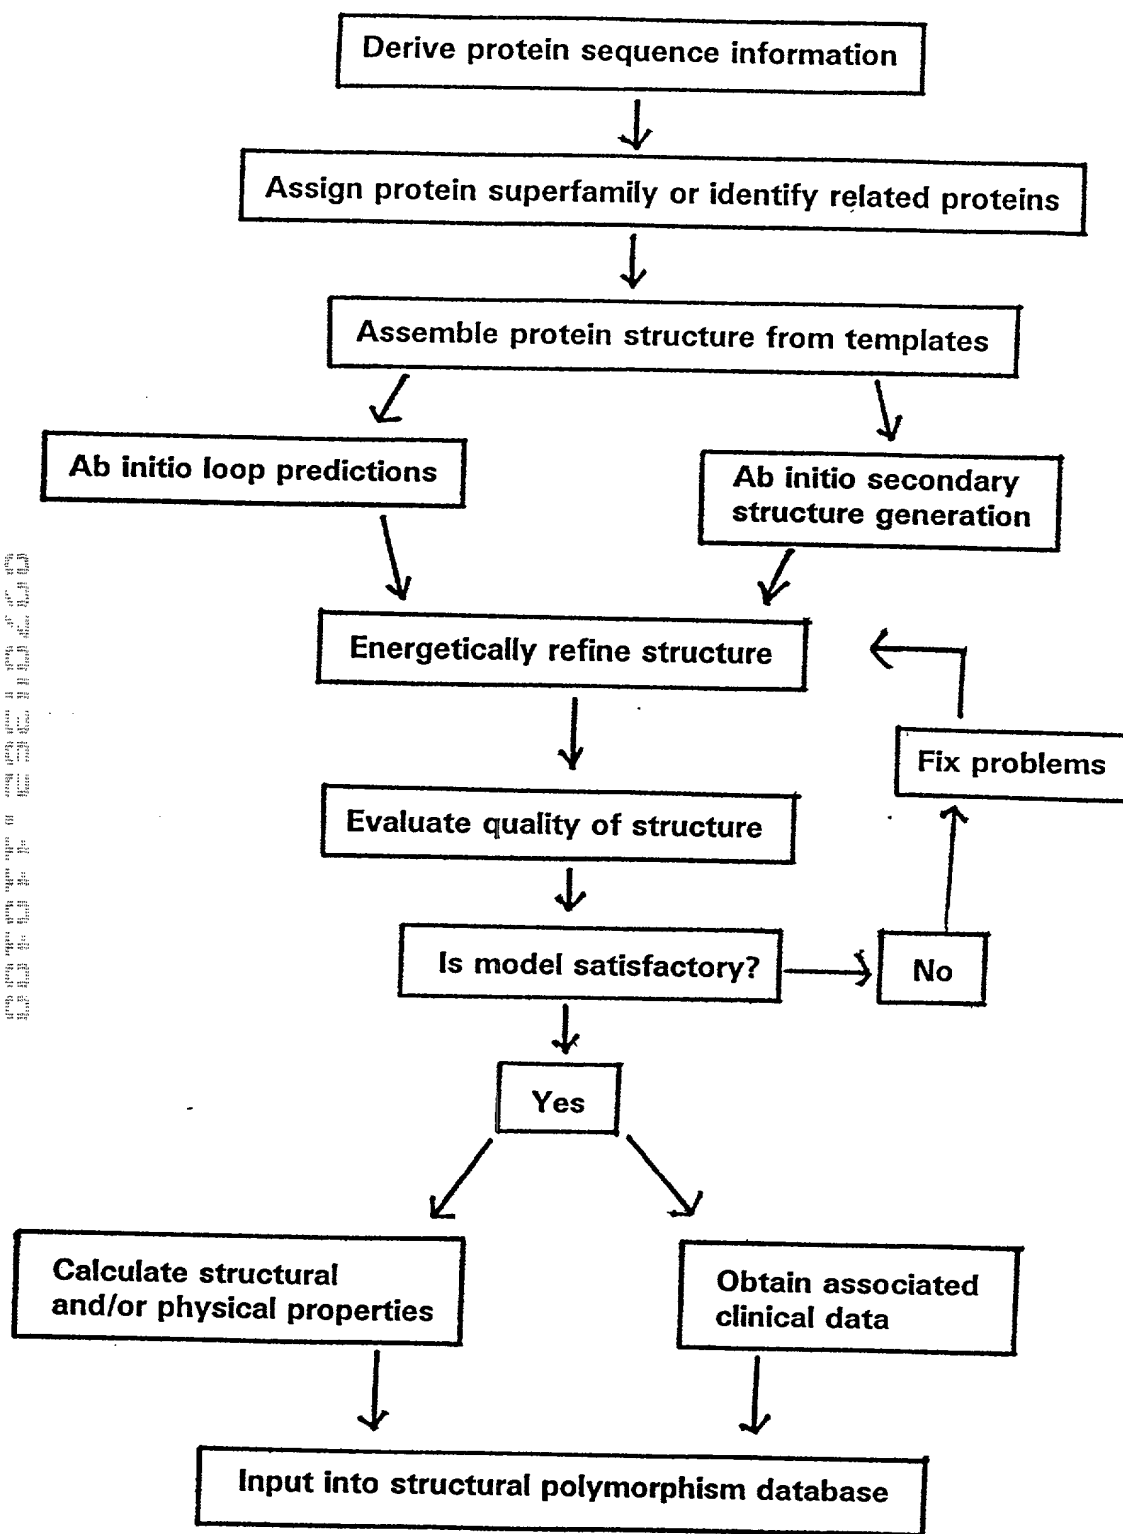 Derive protein sequence information
Assign protein superfamily or identify related proteins
Assemble protein structure from templates
Ab initio loop predictions
Ab initio secondary
structure generation
Energetically refine structure
Fix problems
Evaluate quality of structure
Is model satisfactory?
No
Yes
Calculate structural
and/or physical properties
Obtain associated
clinical data
Input into structural polymorphism database